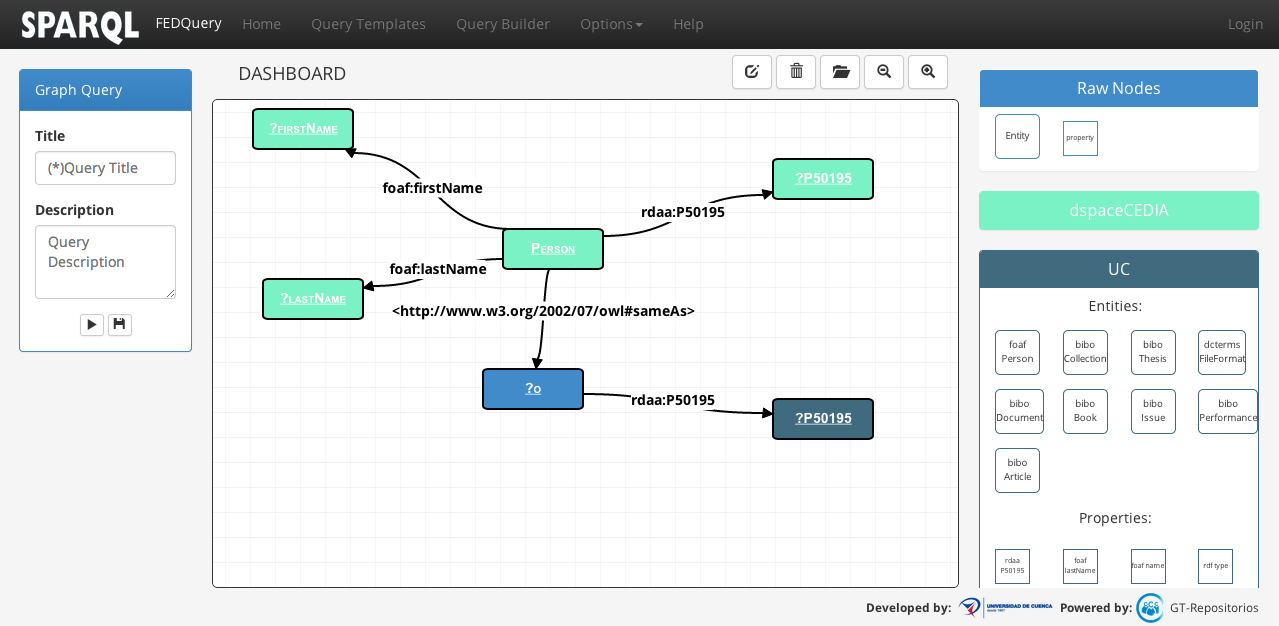 SPARQL FEDQuery Home Query Templates Query Builder Options Help Login
Graph Query
Title
(*)Query Title
Description
Query
Description
DASHBOARD
?FIRSTNAME
foaf:firstName
?P50195
rdaa:P50195
PERSON
foaf:lastName
?LASTNAME
<http://www.w3.org/2002/07/owl#sameAs>
?O
rdaa:P50195
?P50195
Raw Nodes
Entity
property
dspaceCEDIA
UC
Entities:
foaf
Person
bibo
Collection
bibo
Thesis
dcterms
FileFormat
bibo
Document
bibo
Book
bibo
Issue
bibo
Performance
bibo
Article
Properties:
rdaa
P50195
foaf
lastName
foaf name
rdf type
Developed by: UNIVERSIDAD DE CUENCA Powered by: GT-Repositorios